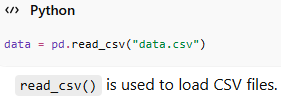 </> Python
data = pd.read_csv("data.csv")
read_csv() is used to load CSV files.